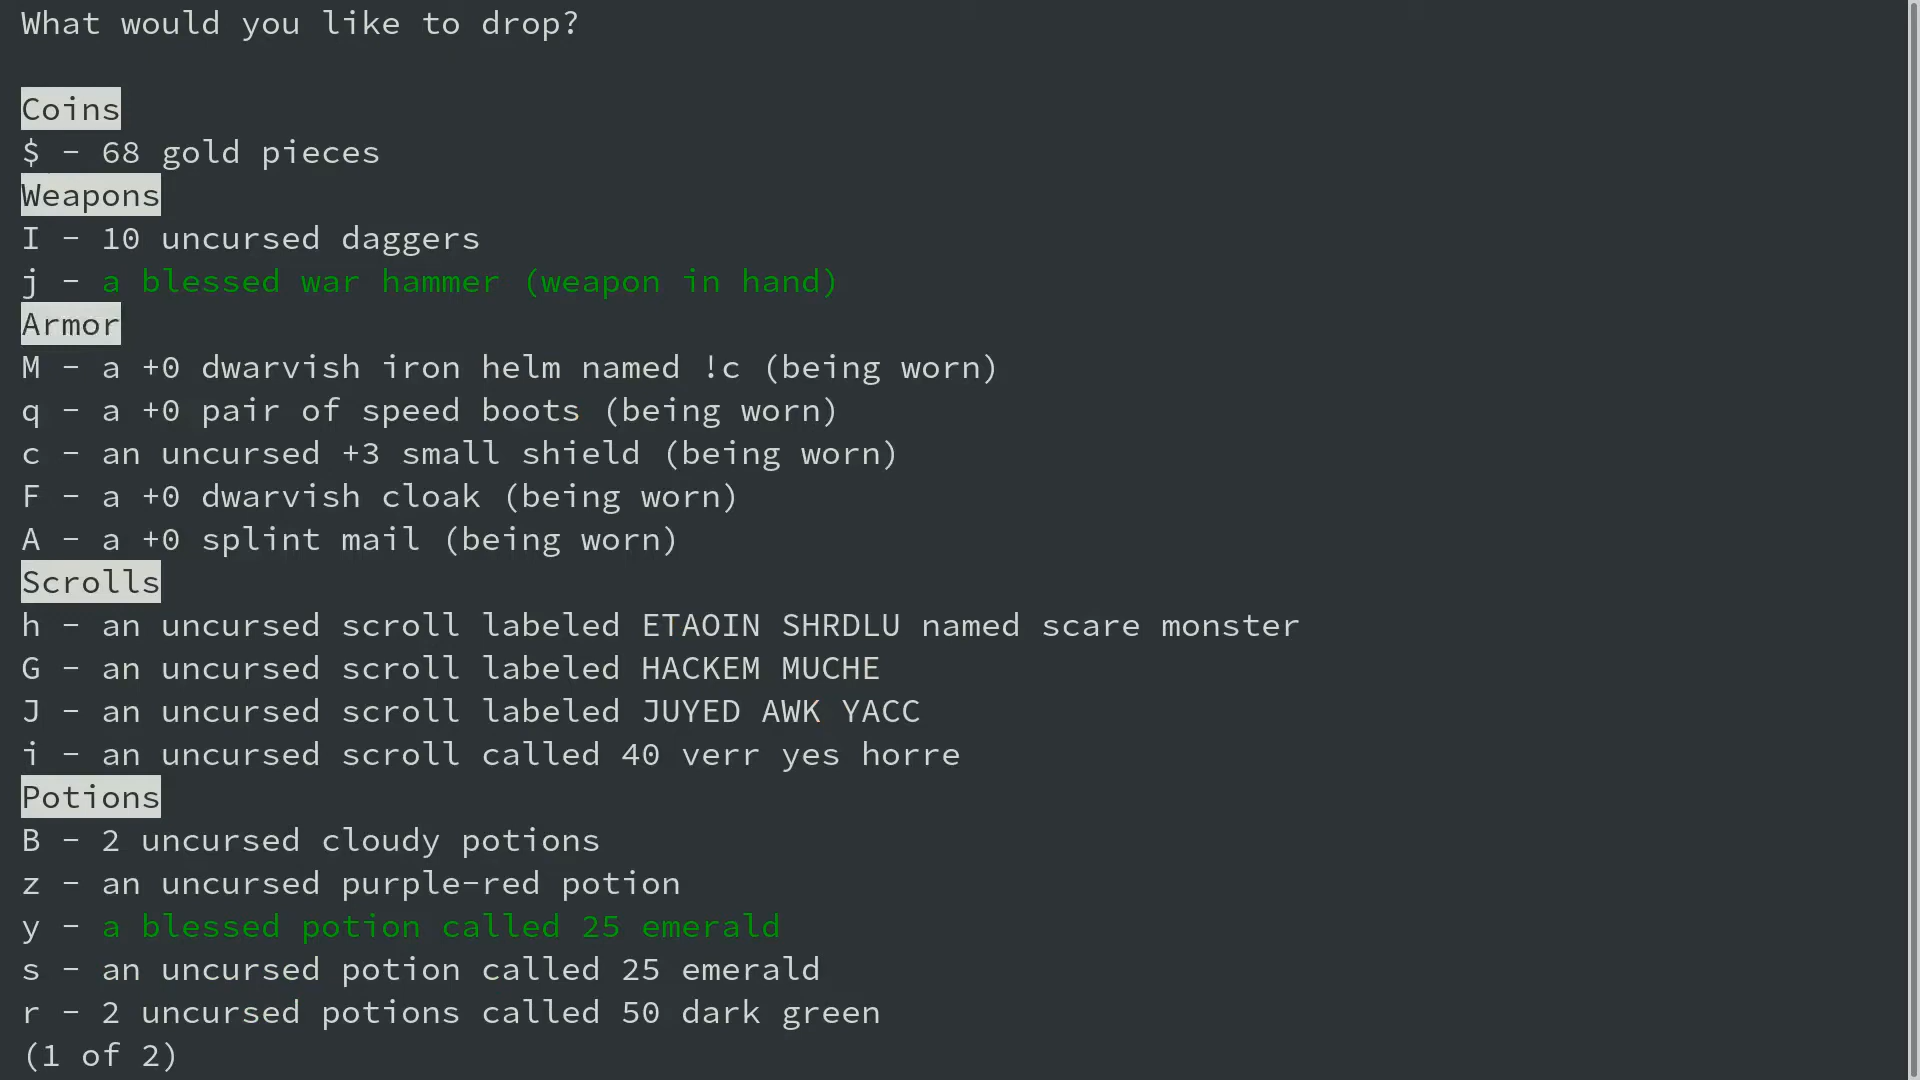 What would you like to drop?
Coins
$ - 68 gold pieces
Weapons
I - 10 uncursed daggers
j - a blessed war hammer (weapon in hand)
Armor
M - a +0 dwarvish iron helm named !c (being worn)
q - a +0 pair of speed boots (being worn)
c - an uncursed +3 small shield (being worn)
F - a +0 dwarvish cloak (being worn)
A - a +0 splint mail (being worn)
Scrolls
h - an uncursed scroll labeled ETAOIN SHRDLU named scare monster
G - an uncursed scroll labeled HACKEM MUCHE
J - an uncursed scroll labeled JUYED AWK YACC
i - an uncursed scroll called 40 verr yes horre
Potions
B - 2 uncursed cloudy potions
z - an uncursed purple-red potion
y - a blessed potion called 25 emerald
s - an uncursed potion called 25 emerald
r - 2 uncursed potions called 50 dark green
(1 of 2)